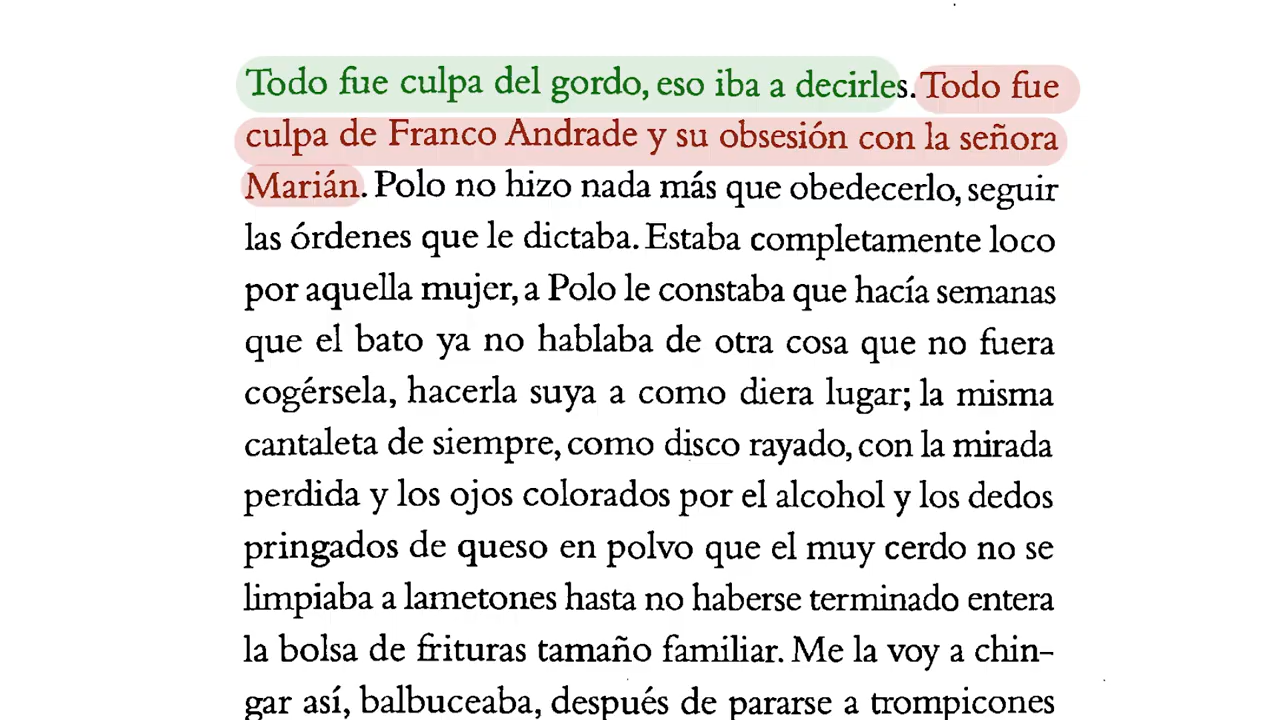 Todo fue culpa del gordo, eso iba a decirles. Todo fue
culpa de Franco Andrade y su obsesión con la señora
Marián. Polo no hizo nada más que obedecerlo, seguir
las órdenes que le dictaba. Estaba completamente loco
por aquella mujer, a Polo le constaba que hacía semanas
que el bato ya no hablaba de otra cosa que no fuera
cogérsela, hacerla suya a como diera lugar; la misma
cantaleta de siempre, como disco rayado, con la mirada
perdida y los ojos colorados por el alcohol y los dedos
pringados de queso en polvo que el muy cerdo no se
limpiaba a lametones hasta no haberse terminado entera
la bolsa de frituras tamaño familiar. Me la voy a chin-
gar así, balbuceaba, después de pararse a trompicones